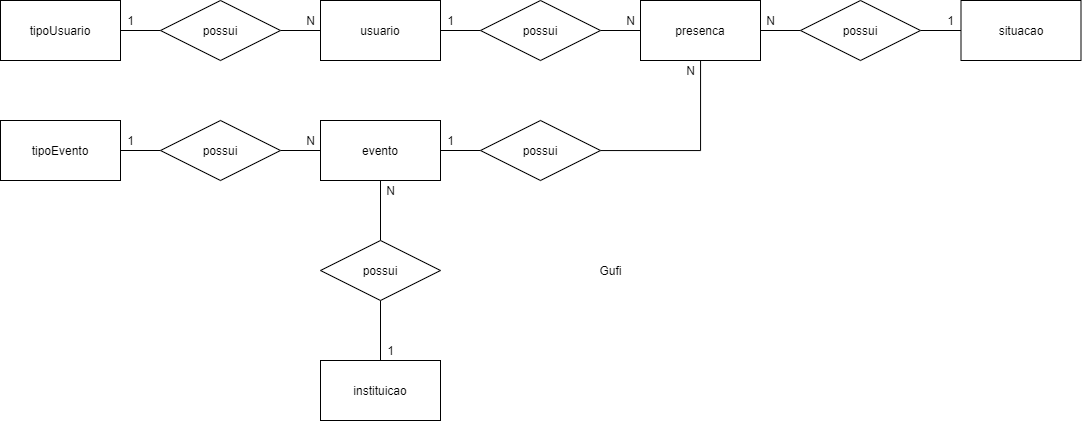 tipoUsuario 1 possui N usuario 1 possui N presenca N possui 1 situacao
N
tipoEvento 1 possui N evento 1 possui
N
possui
Gufi
1
instituicao